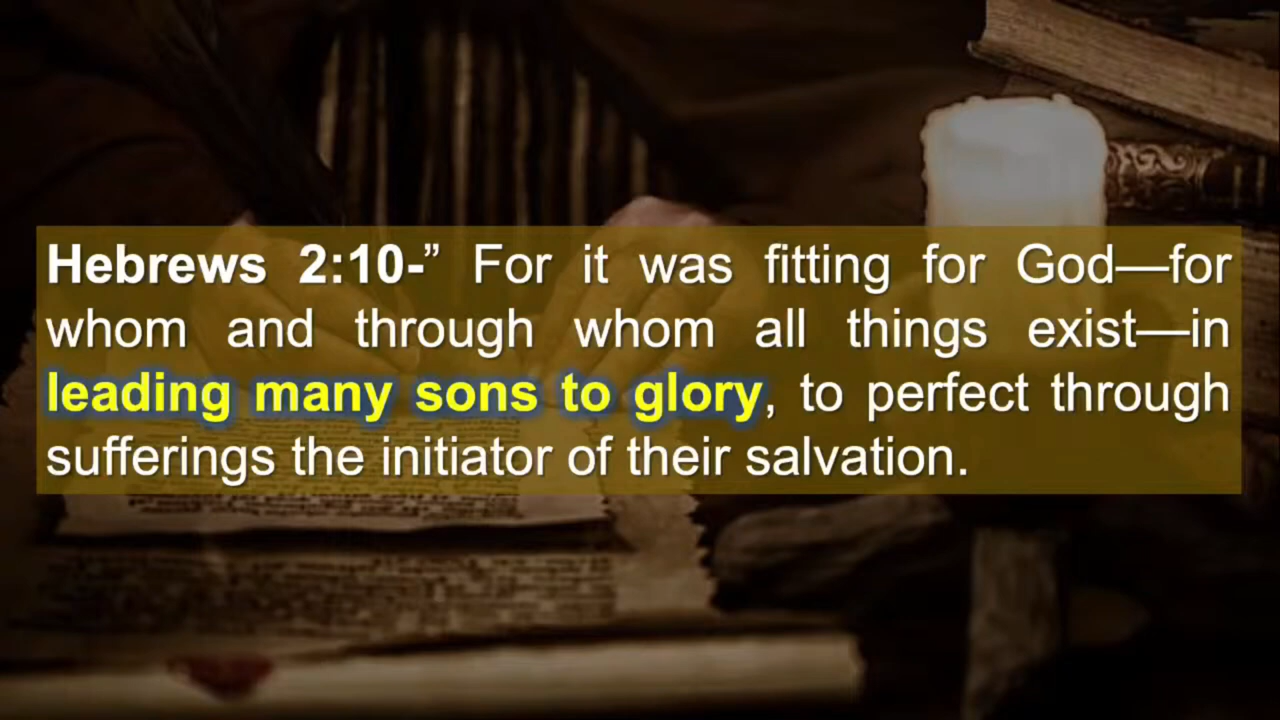 Hebrews 2:10-” For it was fitting for God—for
whom and through whom all things exist—in
leading many sons to glory, to perfect through
sufferings the initiator of their salvation.